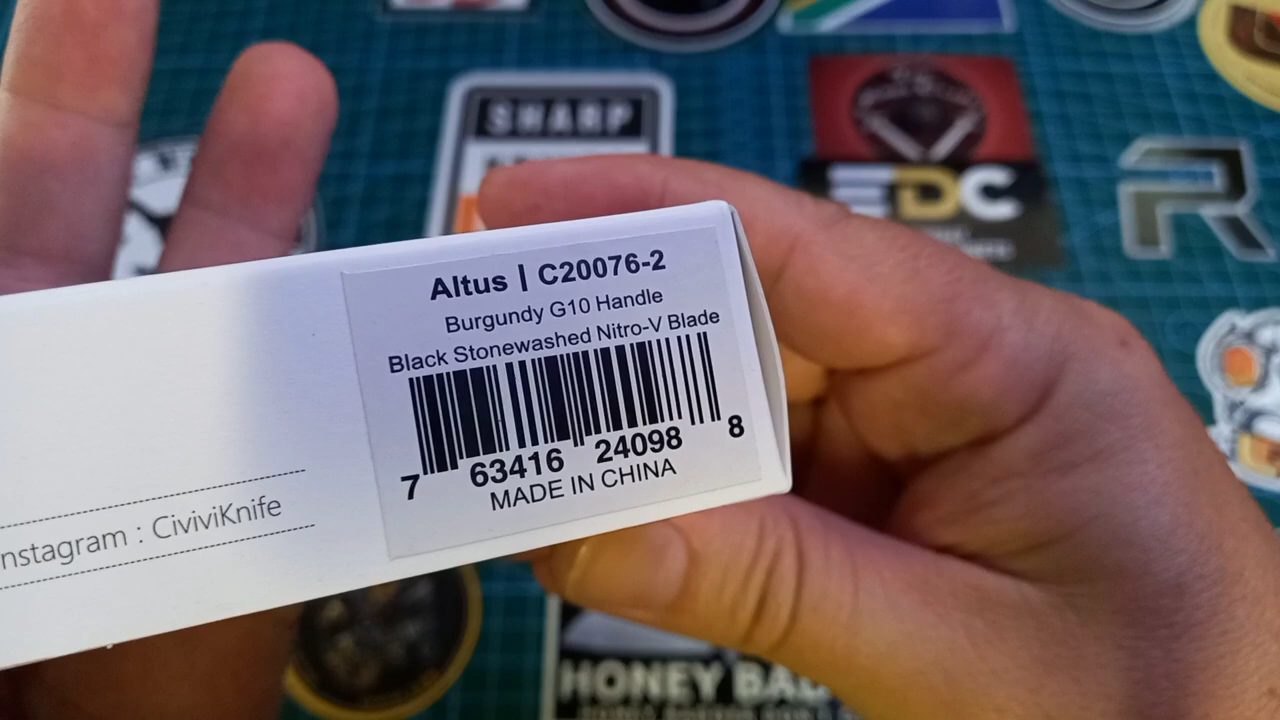 SHARP
EDC
R
Altus | C20076-2
Burgundy G10 Handle
Black Stonewashed Nitro-V Blade
7 63416 24098 8
MADE IN CHINA
nstagram : CiviviKnife
HONEY BAD